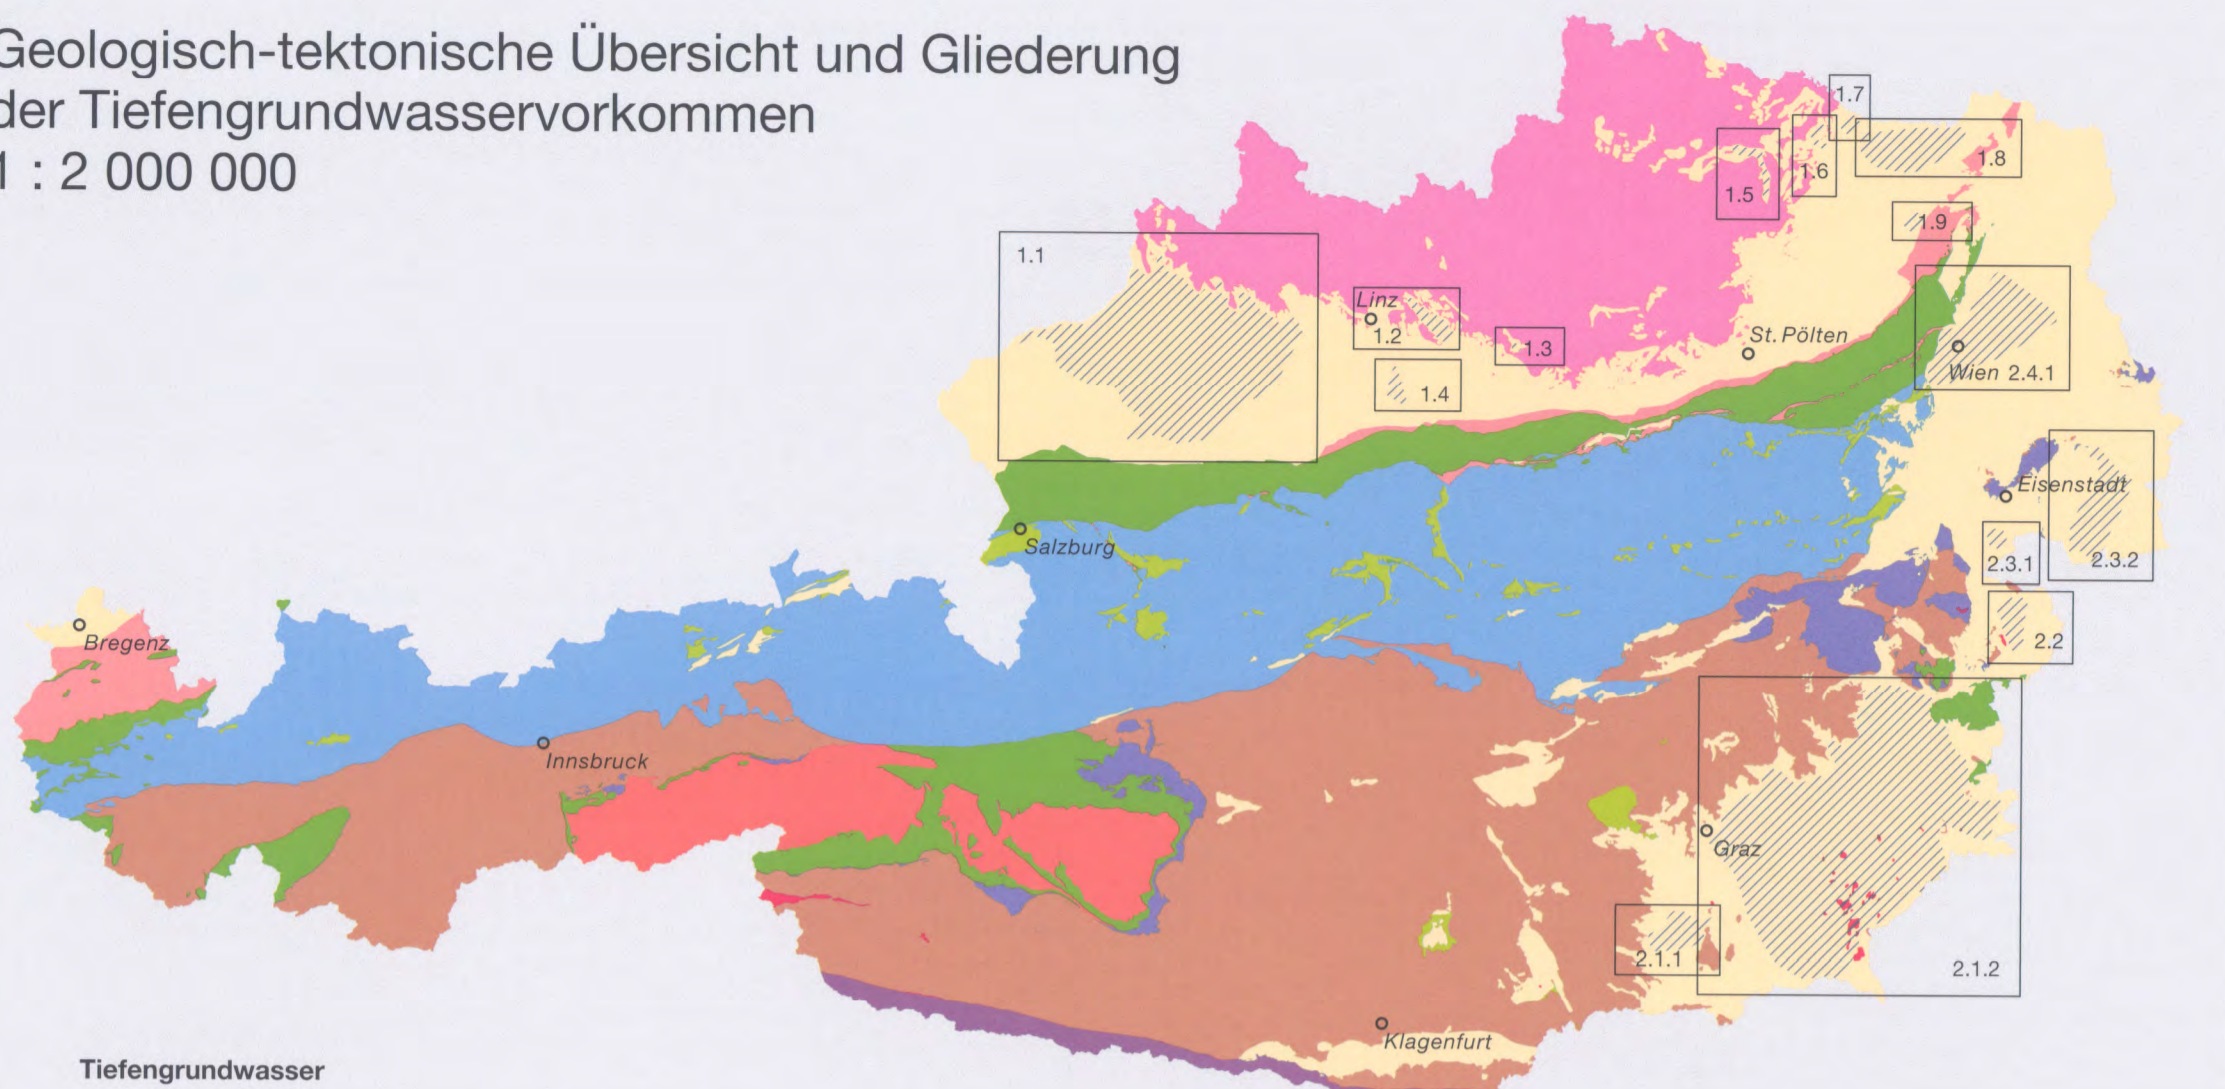 Geologisch-tektonische Übersicht und Gliederung
der Tiefengrundwasservorkommen
1 : 2 000 000
1.7
1.8
1.6
1.5
1.9
1.1
Linz
1.2
1.3
St. Pölten
1.4
Wien 2.4.1
Eisenstadt
Salzburg
2.3.1
2.3.2
Bregenz
2.2
Innsbruck
Graz
2.1.1
2.1.2
Klagenfurt
Tiefengrundwasser